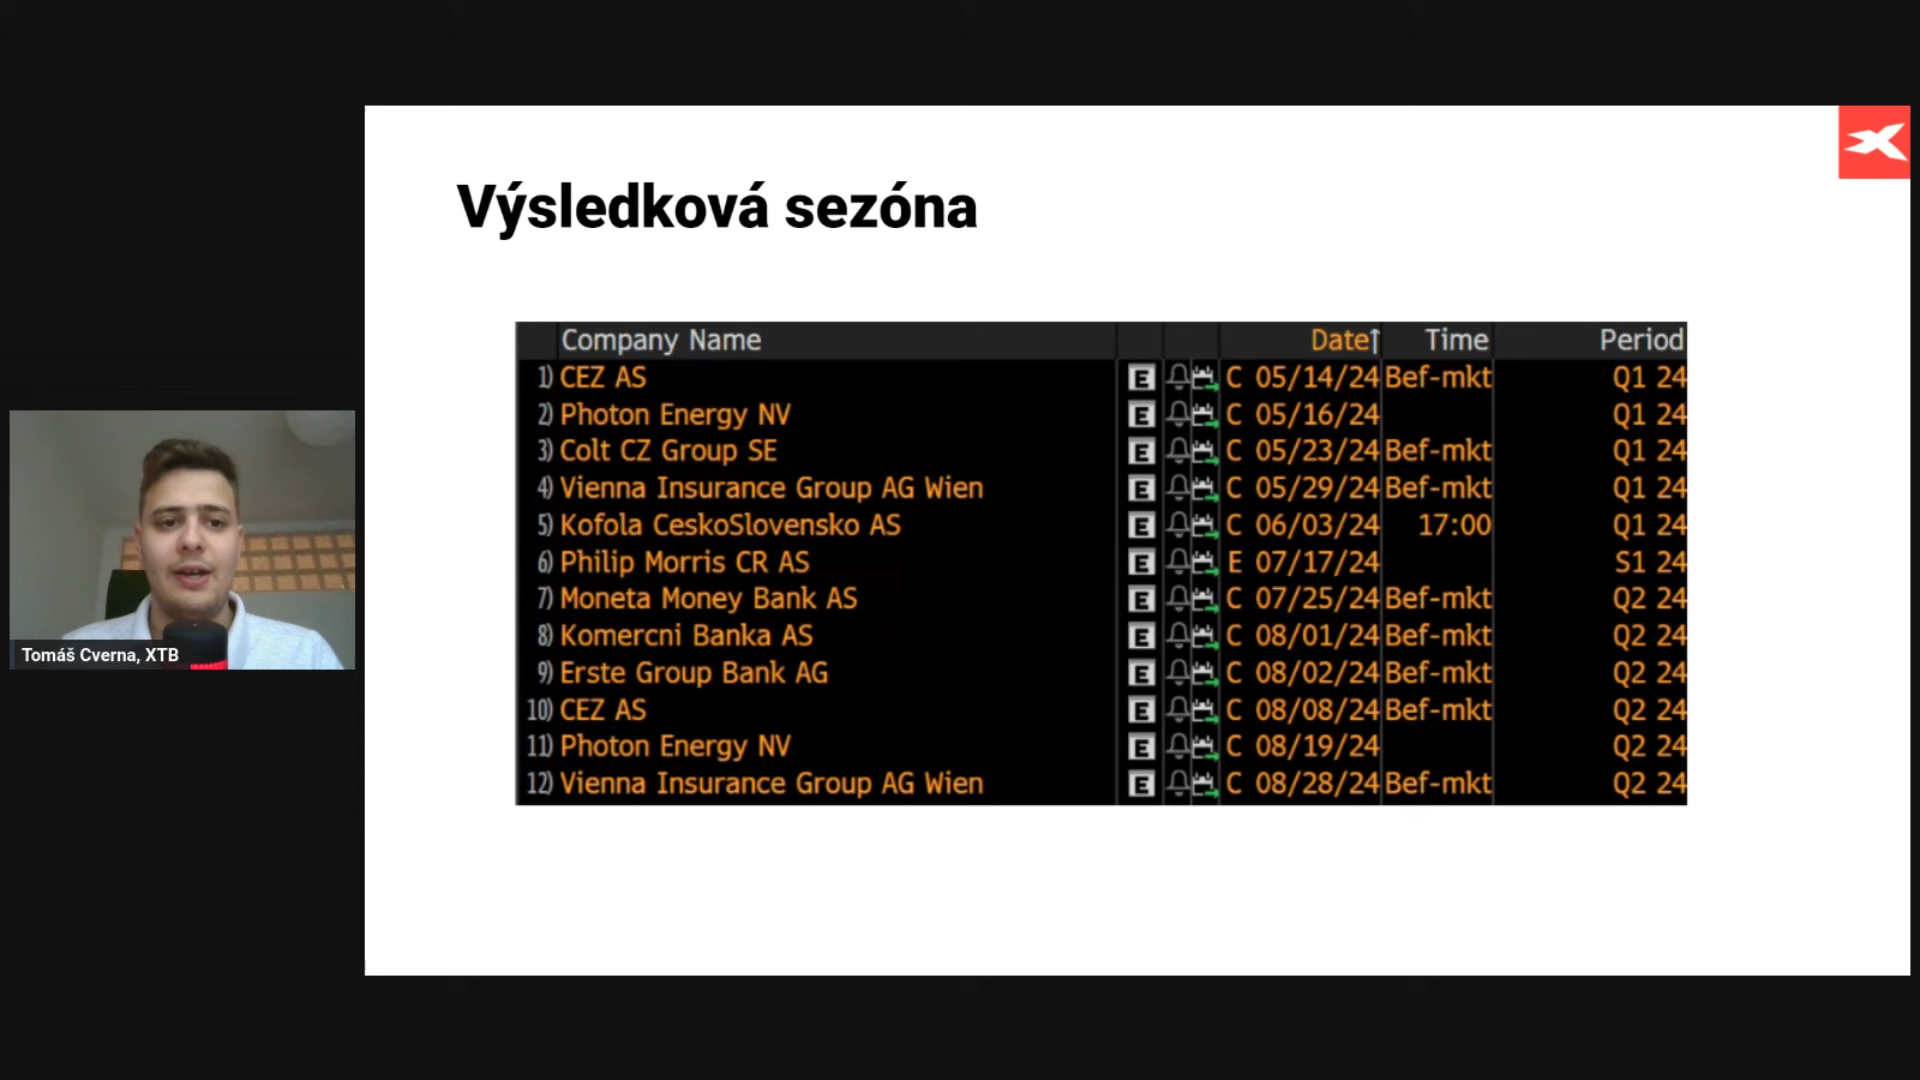 Výsledková sezóna
Company Name Date↑ Time Period
1) CEZ AS E C 05/14/24 Bef-mkt Q1 24
2) Photon Energy NV E C 05/16/24 Q1 24
3) Colt CZ Group SE E C 05/23/24 Bef-mkt Q1 24
4) Vienna Insurance Group AG Wien E C 05/29/24 Bef-mkt Q1 24
5) Kofola CeskoSlovensko AS E C 06/03/24 17:00 Q1 24
6) Philip Morris CR AS E E 07/17/24 S1 24
7) Moneta Money Bank AS E C 07/25/24 Bef-mkt Q2 24
8) Komercni Banka AS E C 08/01/24 Bef-mkt Q2 24
9) Erste Group Bank AG E C 08/02/24 Bef-mkt Q2 24
10) CEZ AS E C 08/08/24 Bef-mkt Q2 24
11) Photon Energy NV E C 08/19/24 Q2 24
12) Vienna Insurance Group AG Wien E C 08/28/24 Bef-mkt Q2 24
Tomáš Cverna, XTB